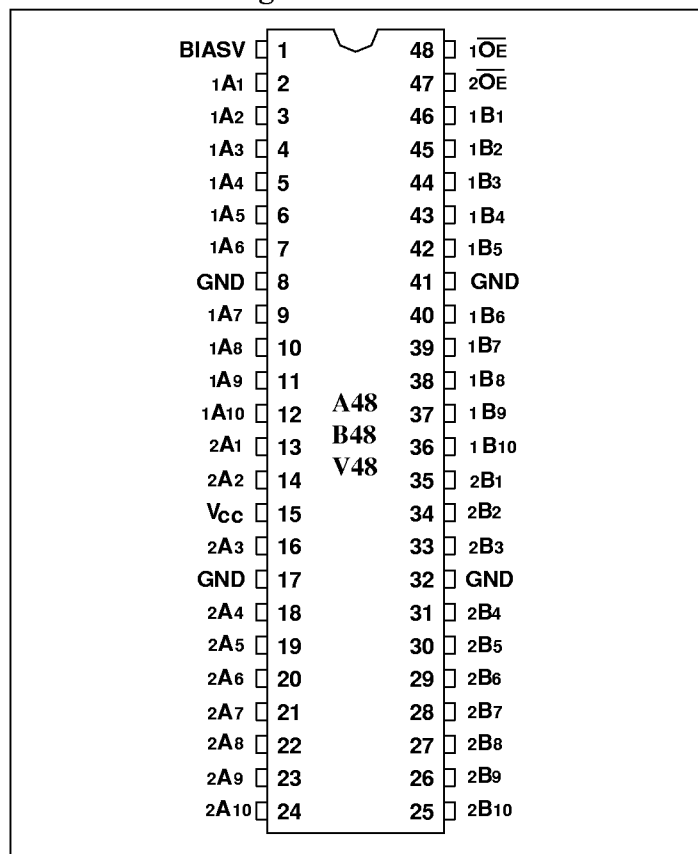 BIASV 1 48 1OE
1A1 2 47 2OE
1A2 3 46 1B1
1A3 4 45 1B2
1A4 5 44 1B3
1A5 6 43 1B4
1A6 7 42 1B5
GND 8 41 GND
1A7 9 40 1B6
1A8 10 39 1B7
1A9 11 38 1B8
1A10 12 A48 37 1B9
2A1 13 B48 36 1B10
2A2 14 V48 35 2B1
VCC 15 34 2B2
2A3 16 33 2B3
GND 17 32 GND
2A4 18 31 2B4
2A5 19 30 2B5
2A6 20 29 2B6
2A7 21 28 2B7
2A8 22 27 2B8
2A9 23 26 2B9
2A10 24 25 2B10